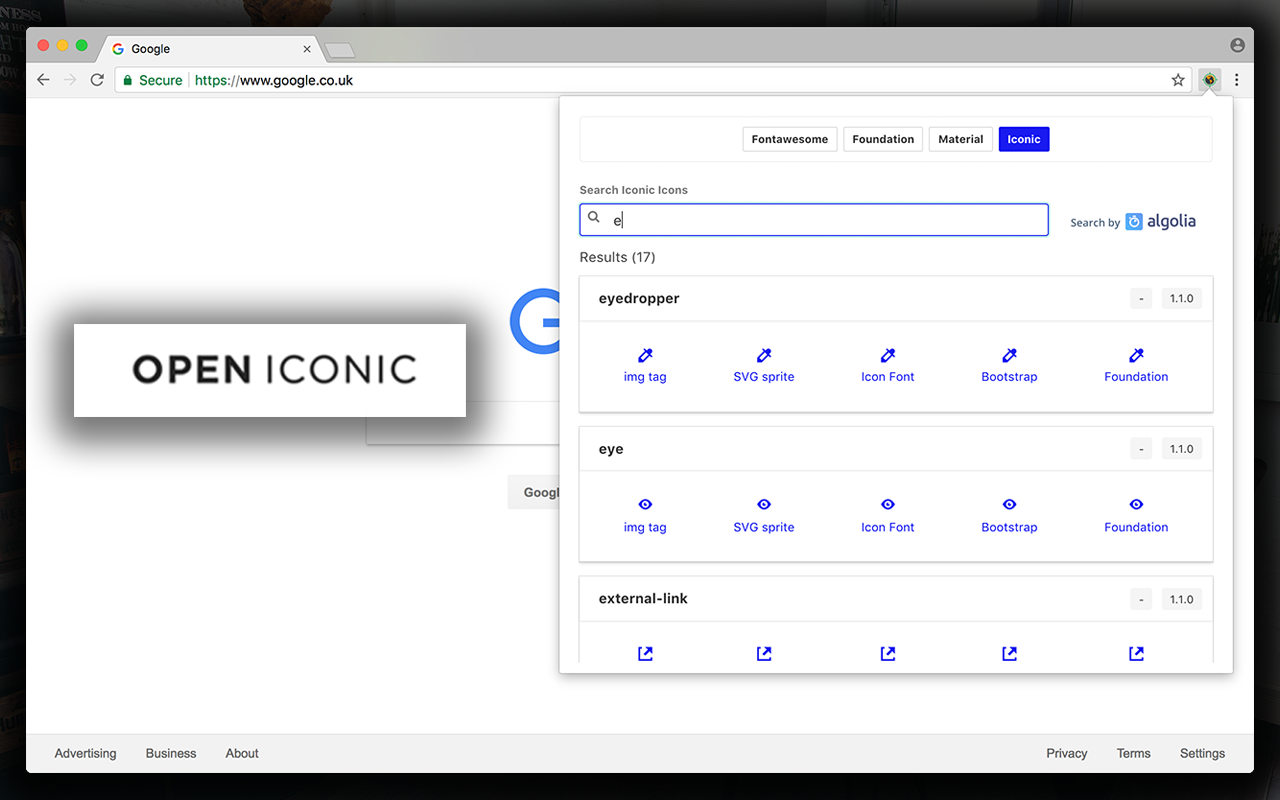 Google
Secure https://www.google.co.uk
Fontawesome Foundation Material Iconic
Search Iconic Icons
e
Search by algolia
Results (17)
eyedropper - 1.1.0
img tag SVG sprite Icon Font Bootstrap Foundation
eye - 1.1.0
img tag SVG sprite Icon Font Bootstrap Foundation
external-link - 1.1.0
OPEN ICONIC
G
Googl
Advertising Business About Privacy Terms Settings